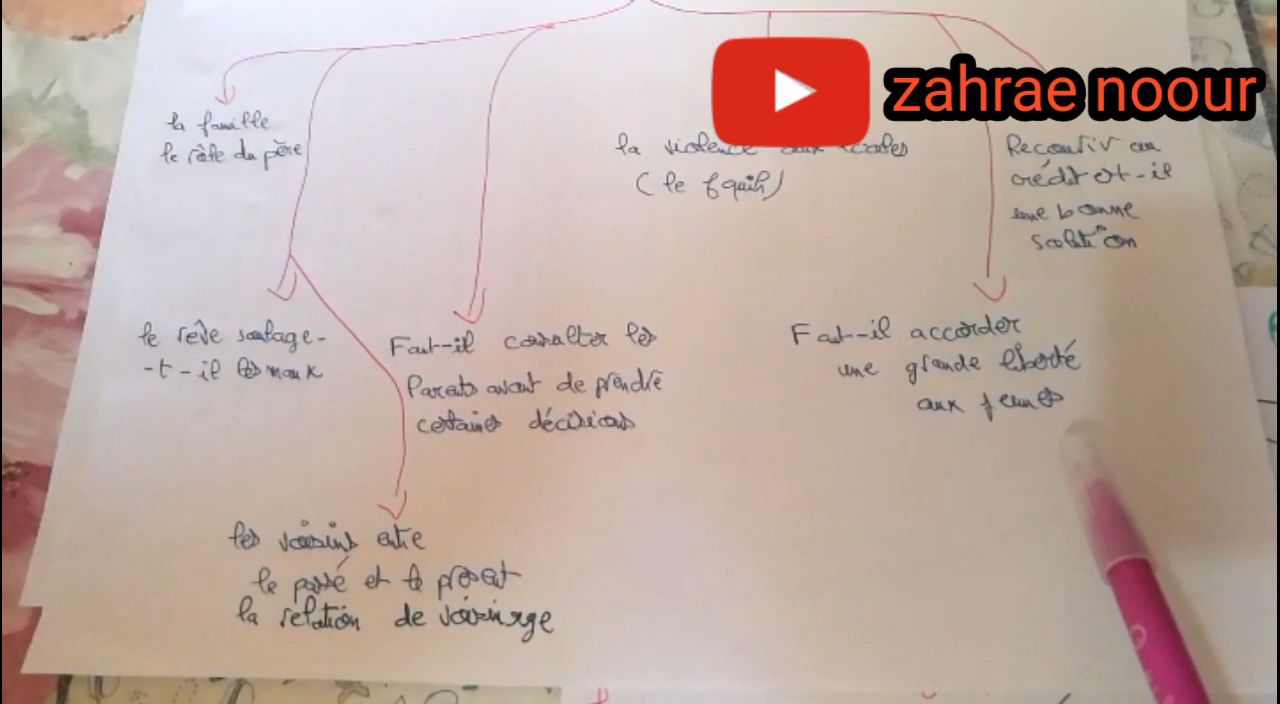 zahrae noour
la famille
le rôle du père
la violence aux écoles
(le fquih)
Recourir au
crédit est-il
une bonne
solution
le rêve soulage-
-t-il les maux
Faut-il consulter les
Parents avant de prendre
certaines décisions
Faut-il accorder
une grande liberté
aux jeunes
les voisins entre
le passé et le présent
la relation de voisinage